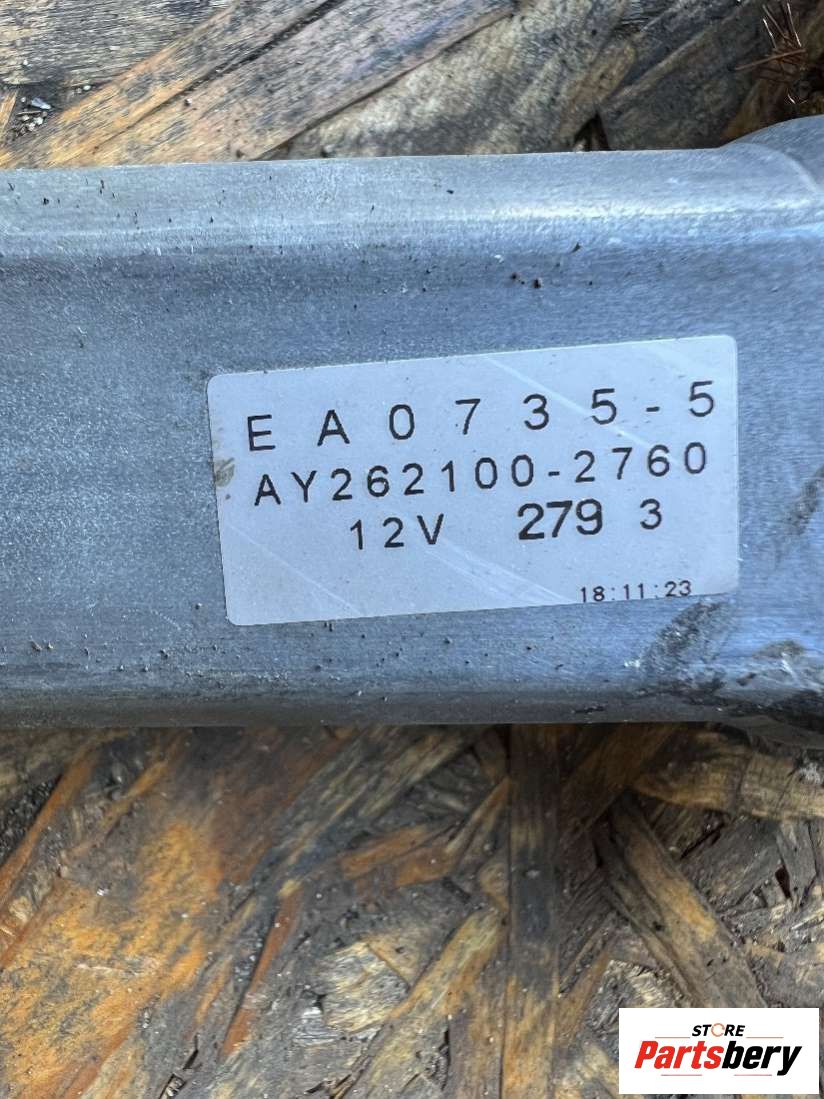 EA0735-5
AY262100-2760
12V 279 3
18:11:23
STORE
Partsbery